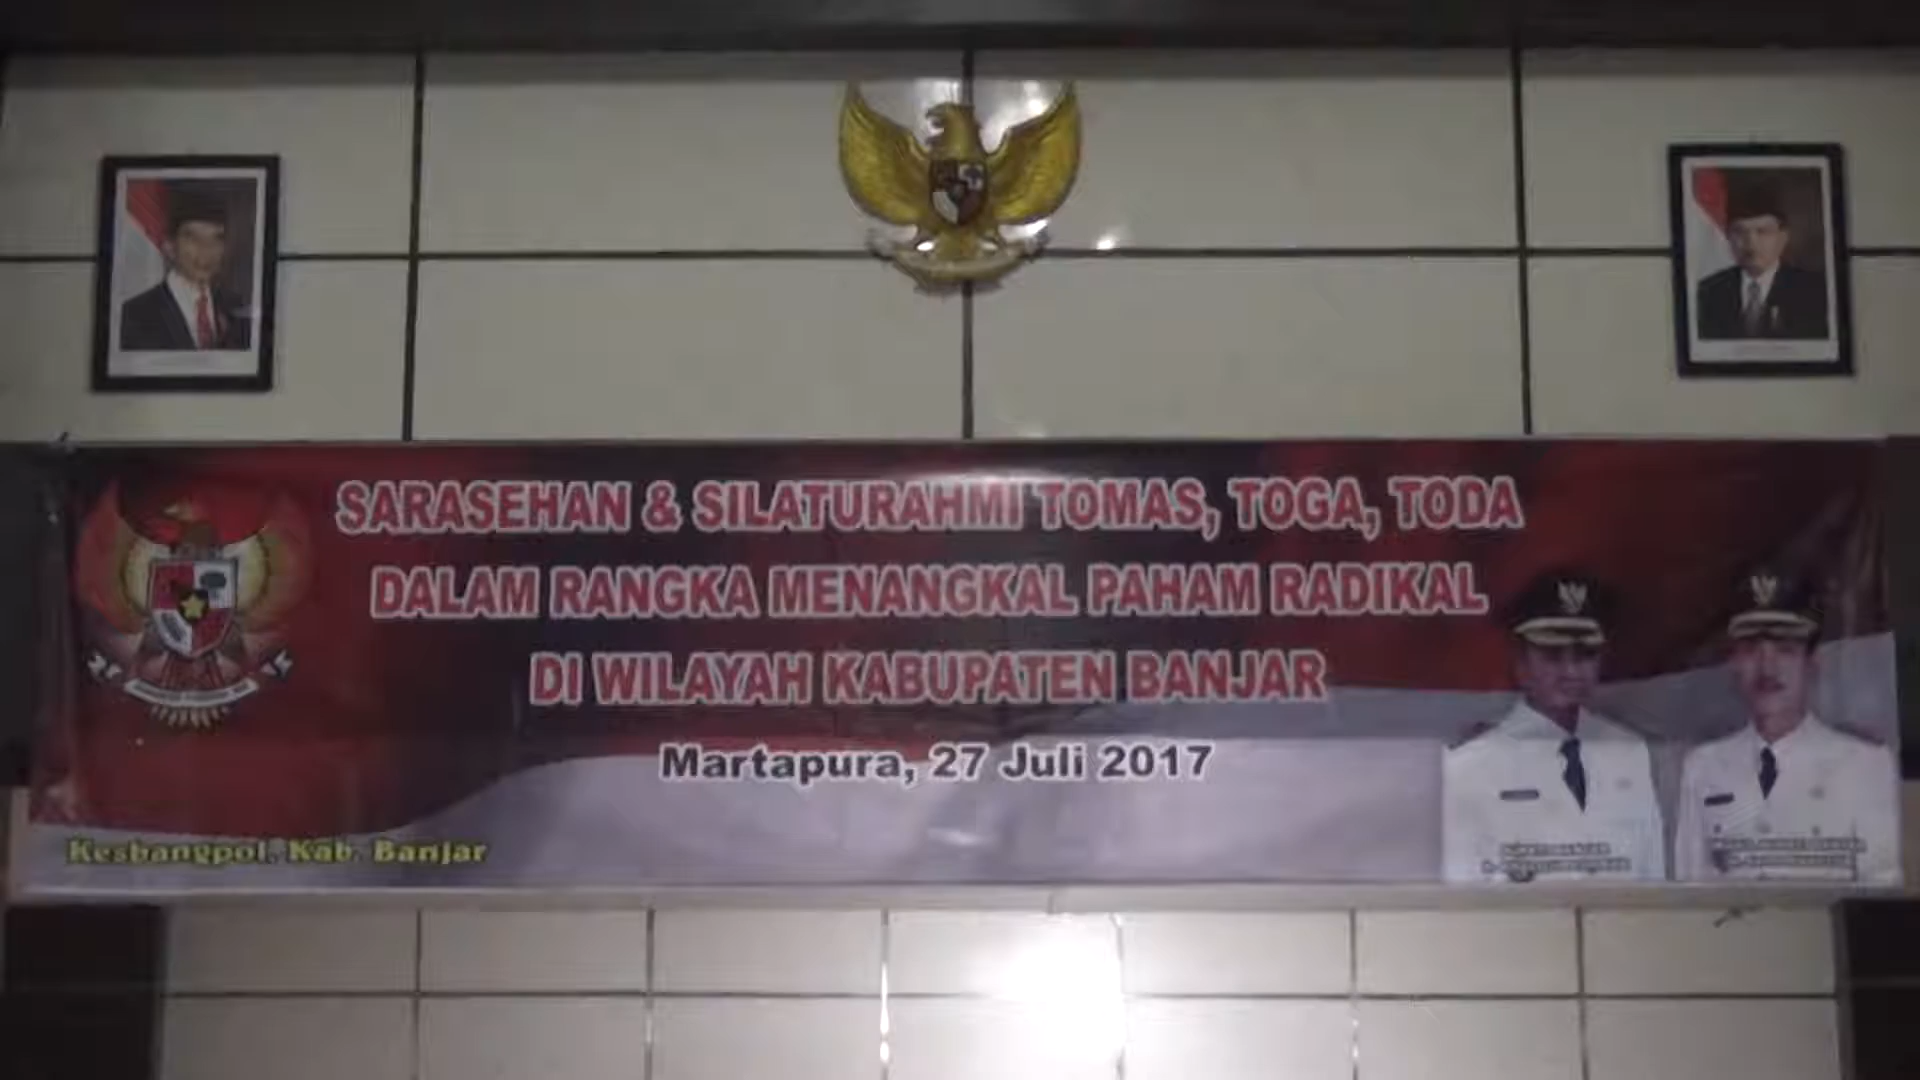 SARASEHAN & SILATURAHMI TOMAS, TOGA, TODA
DALAM RANGKA MENANGKAL PAHAM RADIKAL
DI WILAYAH KABUPATEN BANJAR
Martapura, 27 Juli 2017
Kesbangpol. Kab. Banjar